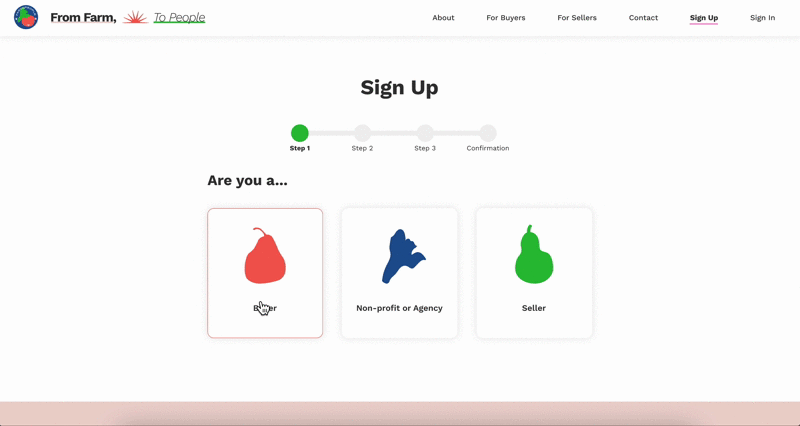 From Farm, To People
About
For Buyers
For Sellers
Contact
Sign Up
Sign In
Sign Up
Step 1
Step 2
Step 3
Confirmation
Are you a...
Non-profit or Agency
Seller